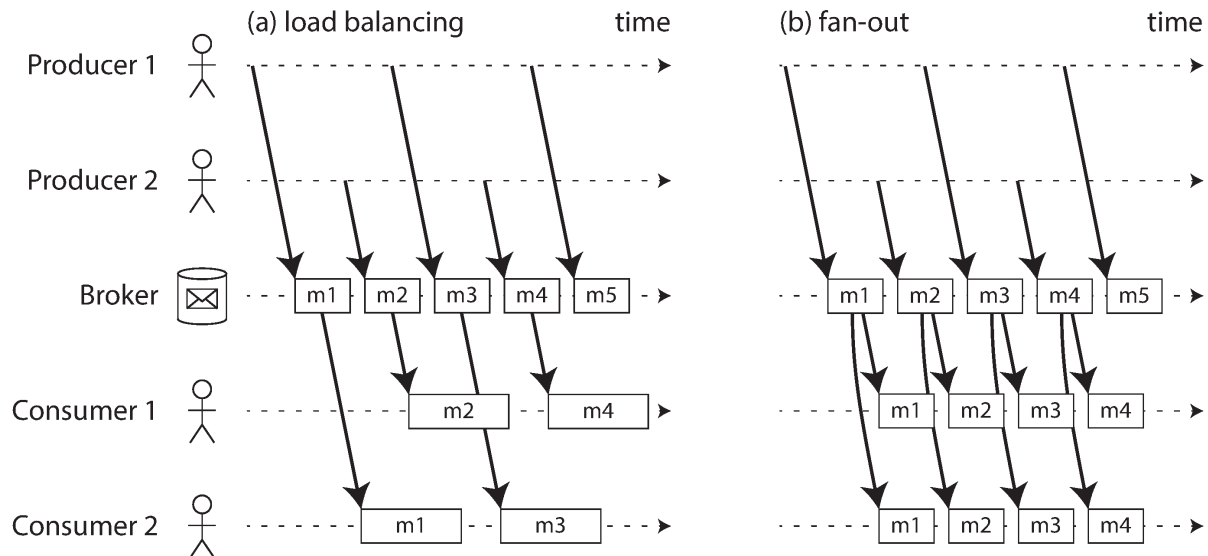 (a) load balancing time (b) fan-out time
Producer 1
Producer 2
Broker m1 m2 m3 m4 m5 m1 m2 m3 m4 m5
Consumer 1 m2 m4 m1 m2 m3 m4
Consumer 2 m1 m3 m1 m2 m3 m4